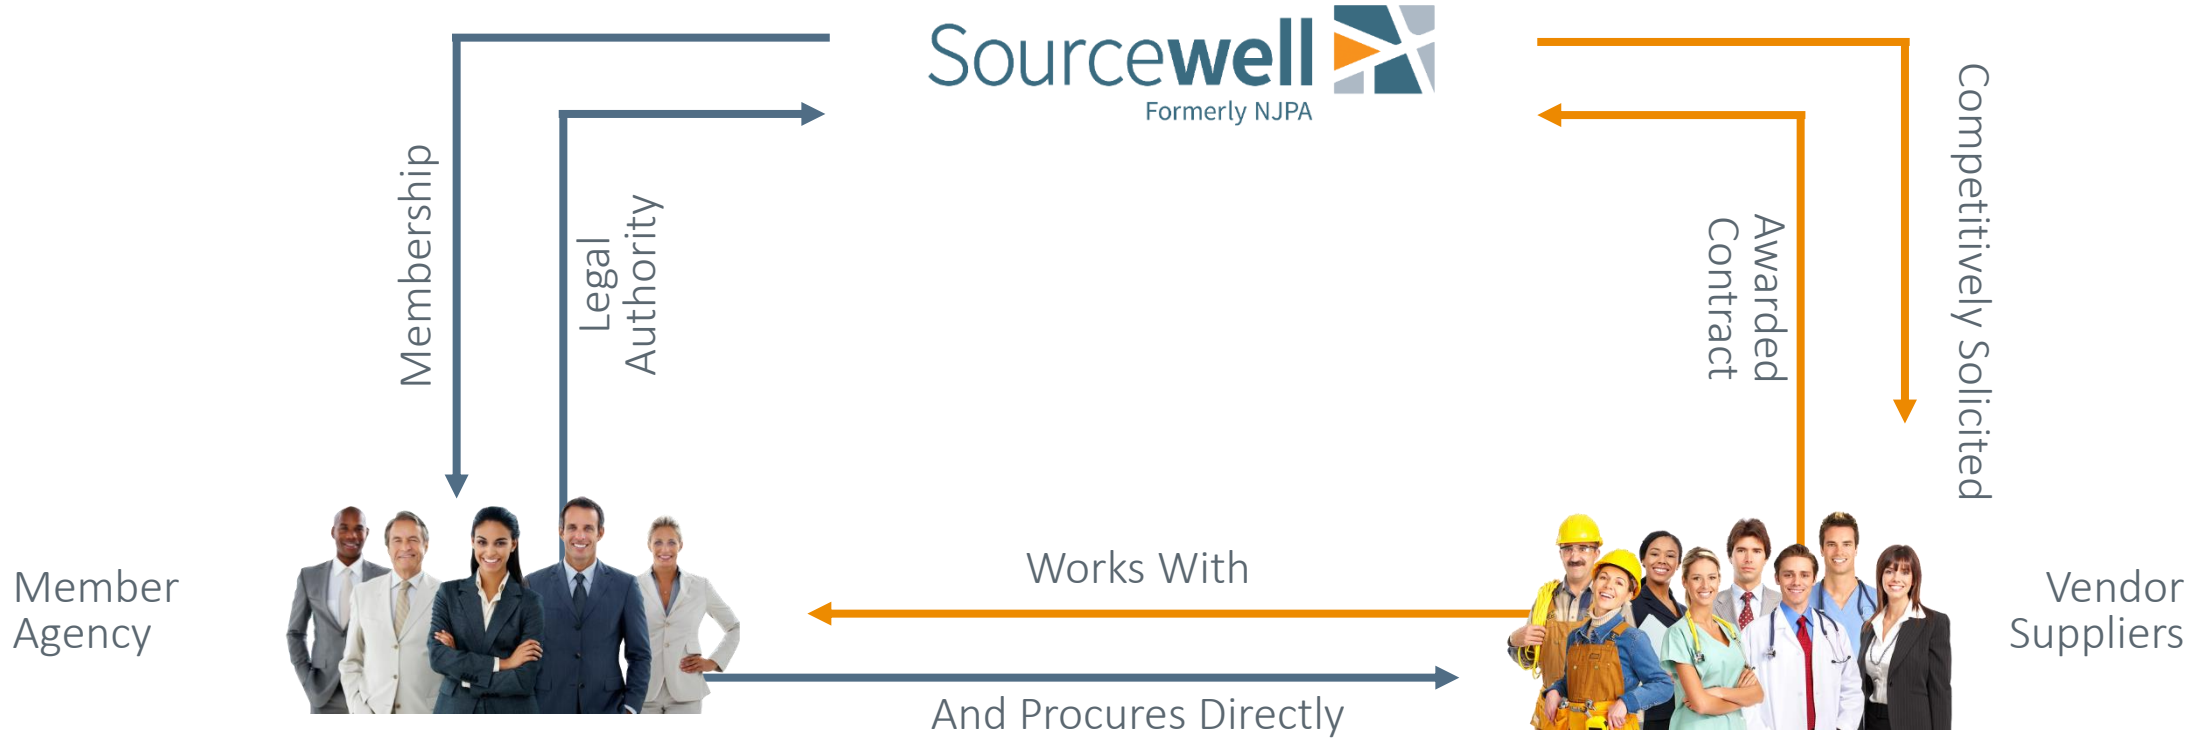 Sourcewell
Formerly NJPA
Membership
Legal
Authority
Awarded
Contract
Competitively Solicited
Member
Agency
Works With
And Procures Directly
Vendor
Suppliers